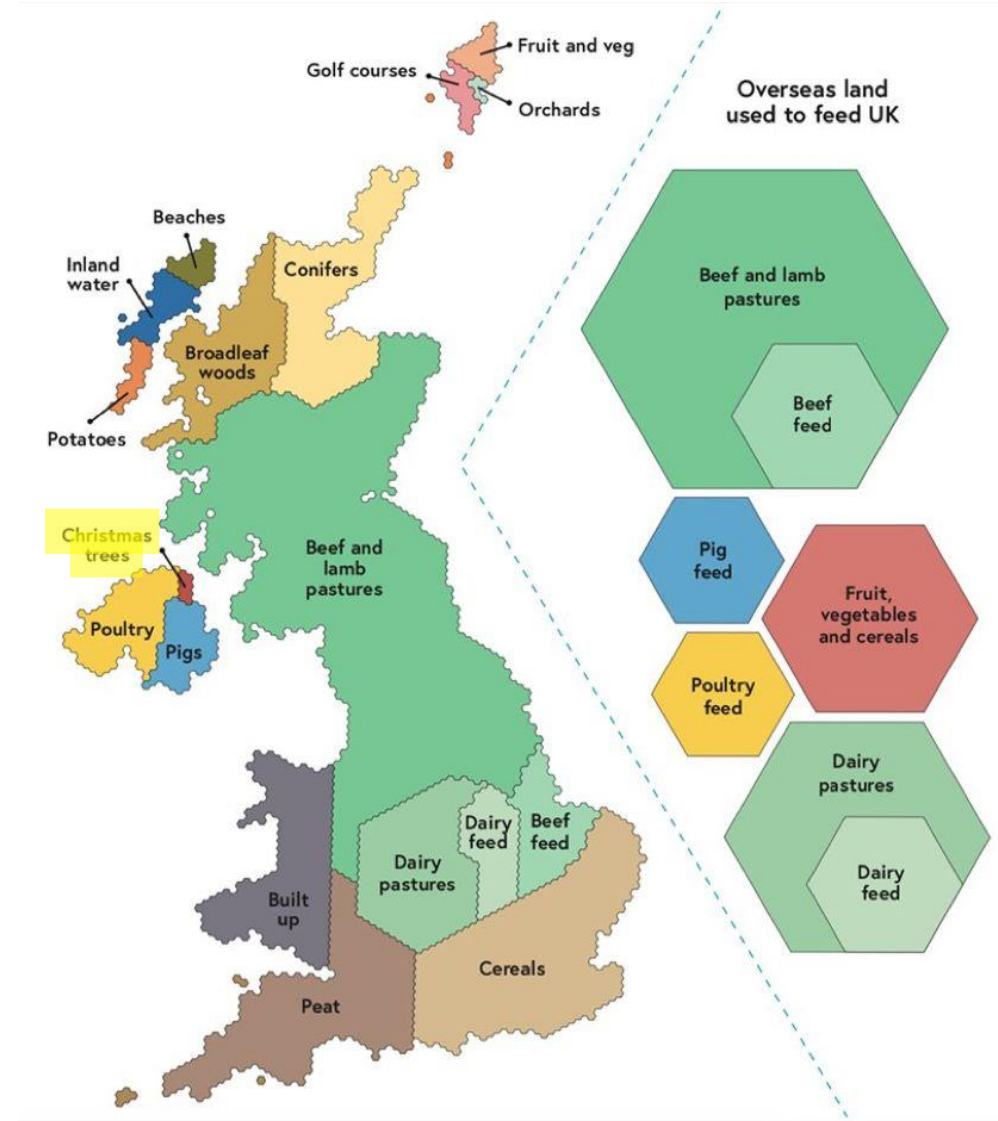 Fruit and veg
Golf courses
Orchards
Overseas land
used to feed UK
Beaches
Inland
water
Conifers
Broadleaf
woods
Potatoes
Christmas
trees
Beef and
lamb
pastures
Poultry
Pigs
Dairy
feed
Beef
feed
Dairy
pastures
Built
up
Cereals
Peat
Beef and lamb
pastures
Beef
feed
Pig
feed
Fruit,
vegetables
and cereals
Poultry
feed
Dairy
pastures
Dairy
feed